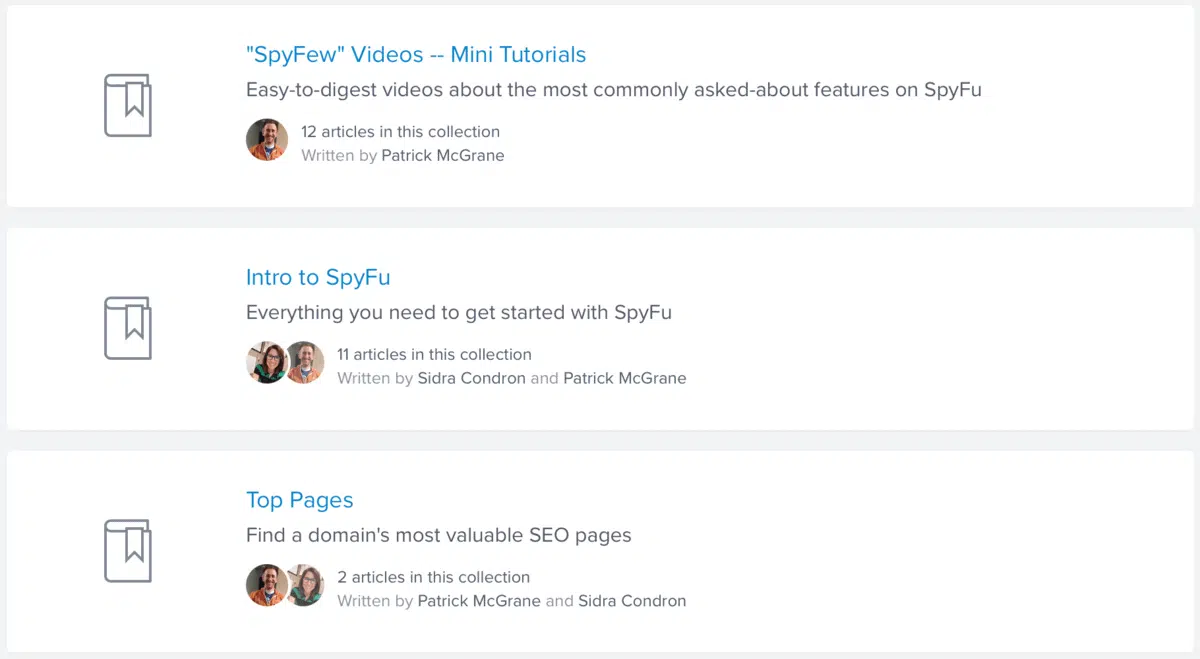 "SpyFew" Videos -- Mini Tutorials
Easy-to-digest videos about the most commonly asked-about features on SpyFu
12 articles in this collection
Written by Patrick McGrane
Intro to SpyFu
Everything you need to get started with SpyFu
11 articles in this collection
Written by Sidra Condron and Patrick McGrane
Top Pages
Find a domain's most valuable SEO pages
2 articles in this collection
Written by Patrick McGrane and Sidra Condron